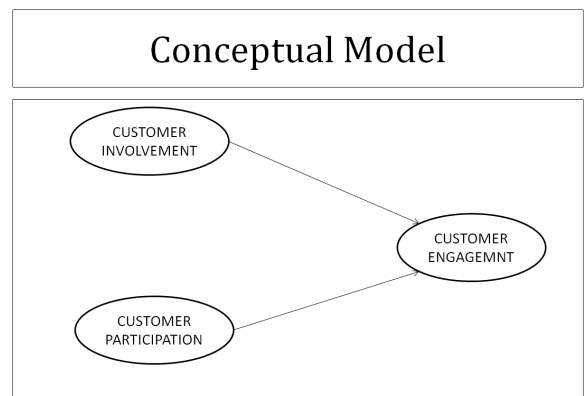 Conceptual Model
CUSTOMER
INVOLVEMENT
CUSTOMER
ENGAGEMNT
CUSTOMER
PARTICIPATION